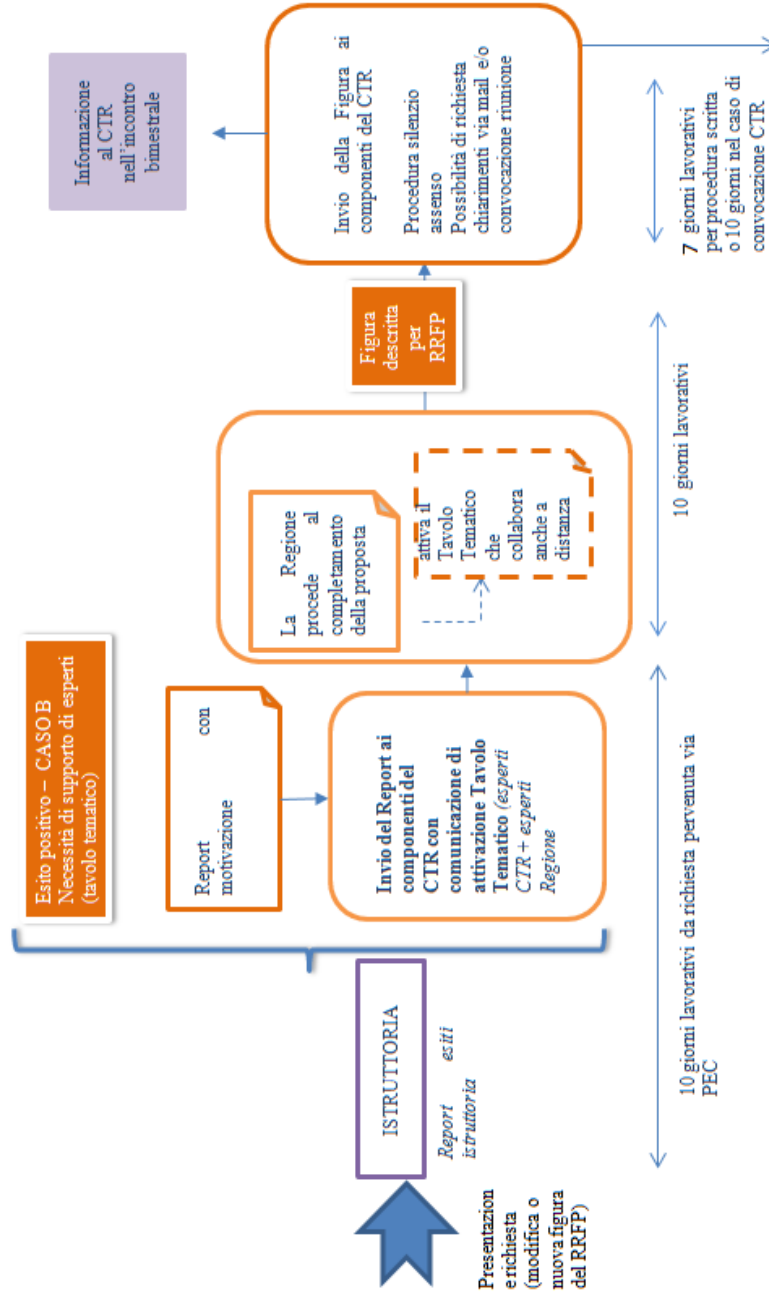 Presentazion
e richiesta
(modifica o
nuova figura
del RRFP)
ISTRUTTORIA
Report esiti
istruttoria
Esito positivo – CASO B
Necessità di supporto di esperti
(tavolo tematico)
Report con
motivazione
Invio del Report ai
componenti del
CTR con
comunicazione di
attivazione Tavolo
Tematico (esperti
CTR + esperti
Regione
La Regione
procede al
completamento
della proposta
attiva il
Tavolo
Tematico
che
collabora
anche a
distanza
Figura
descritta
per
RRFP
Informazione
al CTR
nell'incontro
bimestrale
Invio della Figura ai
componenti del CTR
Procedura silenzio
assenso
Possibilità di richiesta
chiarimenti via mail e/o
convocazione riunione
10 giorni lavorativi da richiesta pervenuta via
PEC
10 giorni lavorativi
7 giorni lavorativi
per procedura scritta
o 10 giorni nel caso di
convocazione CTR